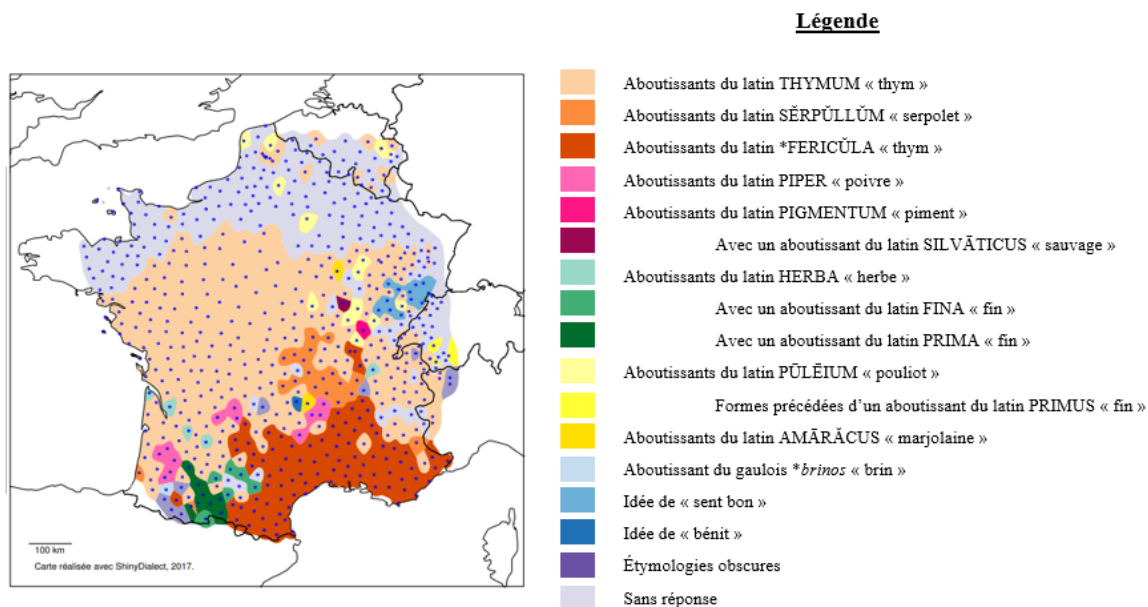 Légende
Aboutissants du latin THYMUM « thym »
Aboutissants du latin SĔRPŬLLŬM « serpolet »
Aboutissants du latin *FERICŬLA « thym »
Aboutissants du latin PIPER « poivre »
Aboutissants du latin PIGMENTUM « piment »
Avec un aboutissant du latin SILVĀTICUS « sauvage »
Aboutissants du latin HERBA « herbe »
Avec un aboutissant du latin FINA « fin »
Avec un aboutissant du latin PRIMA « fin »
Aboutissants du latin PŪLĒIUM « pouliot »
Formes précédées d’un aboutissant du latin PRIMUS « fin »
Aboutissants du latin AMĀRĂCUS « marjolaine »
Aboutissant du gaulois *brinos « brin »
Idée de « sent bon »
Idée de « bénit »
Étymologies obscures
Sans réponse
100 km
Carte réalisée avec ShinyDialect, 2017.